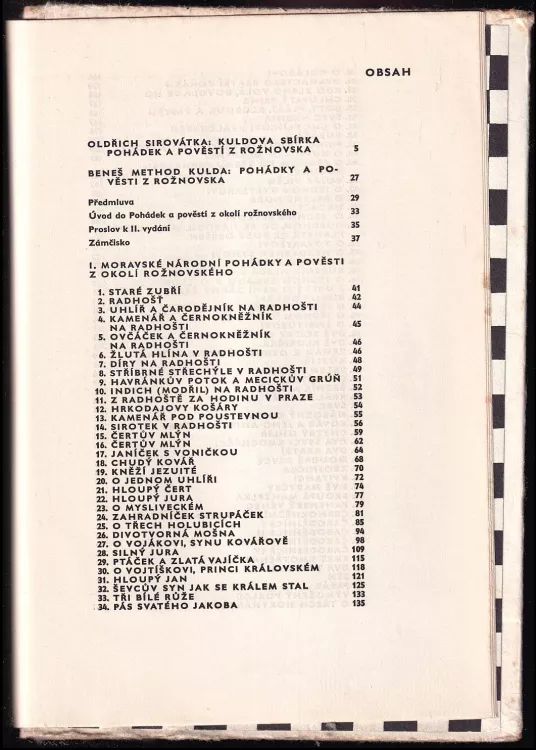 OBSAH
OLDŘICH SIROVÁTKA: KULDOVA SBÍRKA
POHÁDEK A POVĚSTÍ Z ROŽNOVSKA 5
BENEŠ METHOD KULDA: POHÁDKY A PO-
VĚSTI Z ROŽNOVSKA 27
Předmluva 29
Úvod do Pohádek a pověstí z okolí rožnovského 33
Proslov k II. vydání 35
Zámčisko 37
I. MORAVSKÉ NÁRODNÍ POHÁDKY A POVĚSTI
Z OKOLÍ ROŽNOVSKÉHO
1. STARÉ ZUBŘÍ 41
2. RADHOŠŤ 42
3. UHLÍŘ A ČARODĚJNÍK NA RADHOŠTI 44
4. KAMENÁŘ A ČERNOKNĚŽNÍK
NA RADHOŠTI 45
5. OVČÁČEK A ČERNOKNĚŽNÍK
NA RADHOŠTI 46
6. ŽLUTÁ HLÍNA V RADHOŠTI 46
7. DÍRY NA RADHOŠTI 48
8. STŘÍBRNÉ STŘECHÝLE V RADHOŠTI 49
9. HAVRÁNKŮV POTOK A MECICKŮV GRŮŇ 51
10. INDICH (MODŘIL) NA RADHOŠTI 52
11. Z RADHOŠTĚ ZA HODINU V PRAZE 53
12. HRKODAJOVY KOŠÁRY 54
13. KAMENÁŘ POD POUSTEVNOU 55
14. SIROTEK V RADHOŠTI 56
15. ČERTŮV MLÝN 59
16. ČERTŮV MLÝN 62
17. JANÍČEK S VONIČKOU 64
18. CHUDÝ KOVÁŘ 68
19. KNĚŽÍ JEZUITÉ 70
20. O JEDNOM UHLÍŘI 72
21. HLOUPÝ ČERT 74
22. HLOUPÝ JURA 77
23. O MYSLIVECKÉM 79
24. ZAHRADNÍČEK STRUPÁČEK 81
25. O TŘECH HOLUBICÍCH 85
26. DIVOTVORNÁ MOŠNA 94
27. O VOJÁKOVI, SYNU KOVÁŘOVĚ 98
28. SILNÝ JURA 109
29. PTÁČEK A ZLATÁ VAJÍČKA 115
30. O VOJTÍŠKOVI, PRINCI KRÁLOVSKÉM 118
31. HLOUPÝ JAN 121
32. ŠEVCŮV SYN JAK SE KRÁLEM STAL 125
33. TŘI BÍLÉ RŮŽE 133
34. PÁS SVATÉHO JAKOBA 135